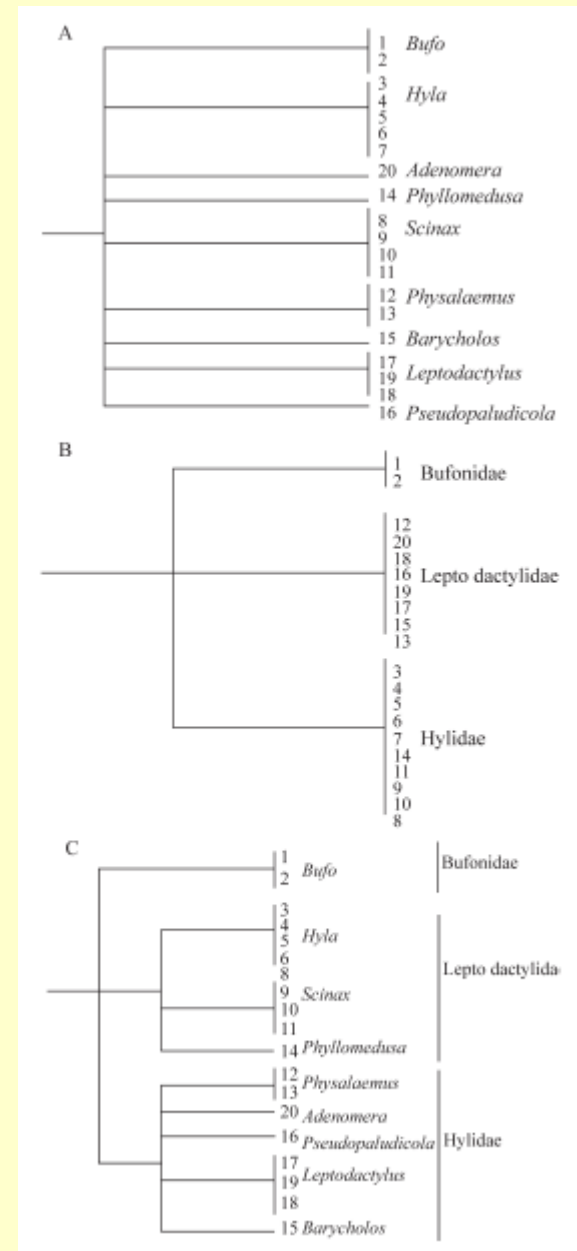 A
1 Bufo
2
3
4 Hyla
5
6
7
20 Adenomera
14 Phyllomedusa
8 Scinax
9
10
11
12 Physalaemus
13
15 Barycholos
17
19 Leptodactylus
18
16 Pseudopaludicola
B
1
2 Bufonidae
12
20
18
16 Lepto dactylidae
19
17
15
13
3
4
5
6
7 Hylidae
14
11
9
10
8
C
1 Bufonidae
2 Bufo
3
4
5 Hyla
6
8
9 Scinax
10
11
Lepto dactylida
14 Phyllomedusa
12 Physalaemus
13
20 Adenomera
16 Pseudopaludicola Hylidae
17
19 Leptodactylus
18
15 Barycholos